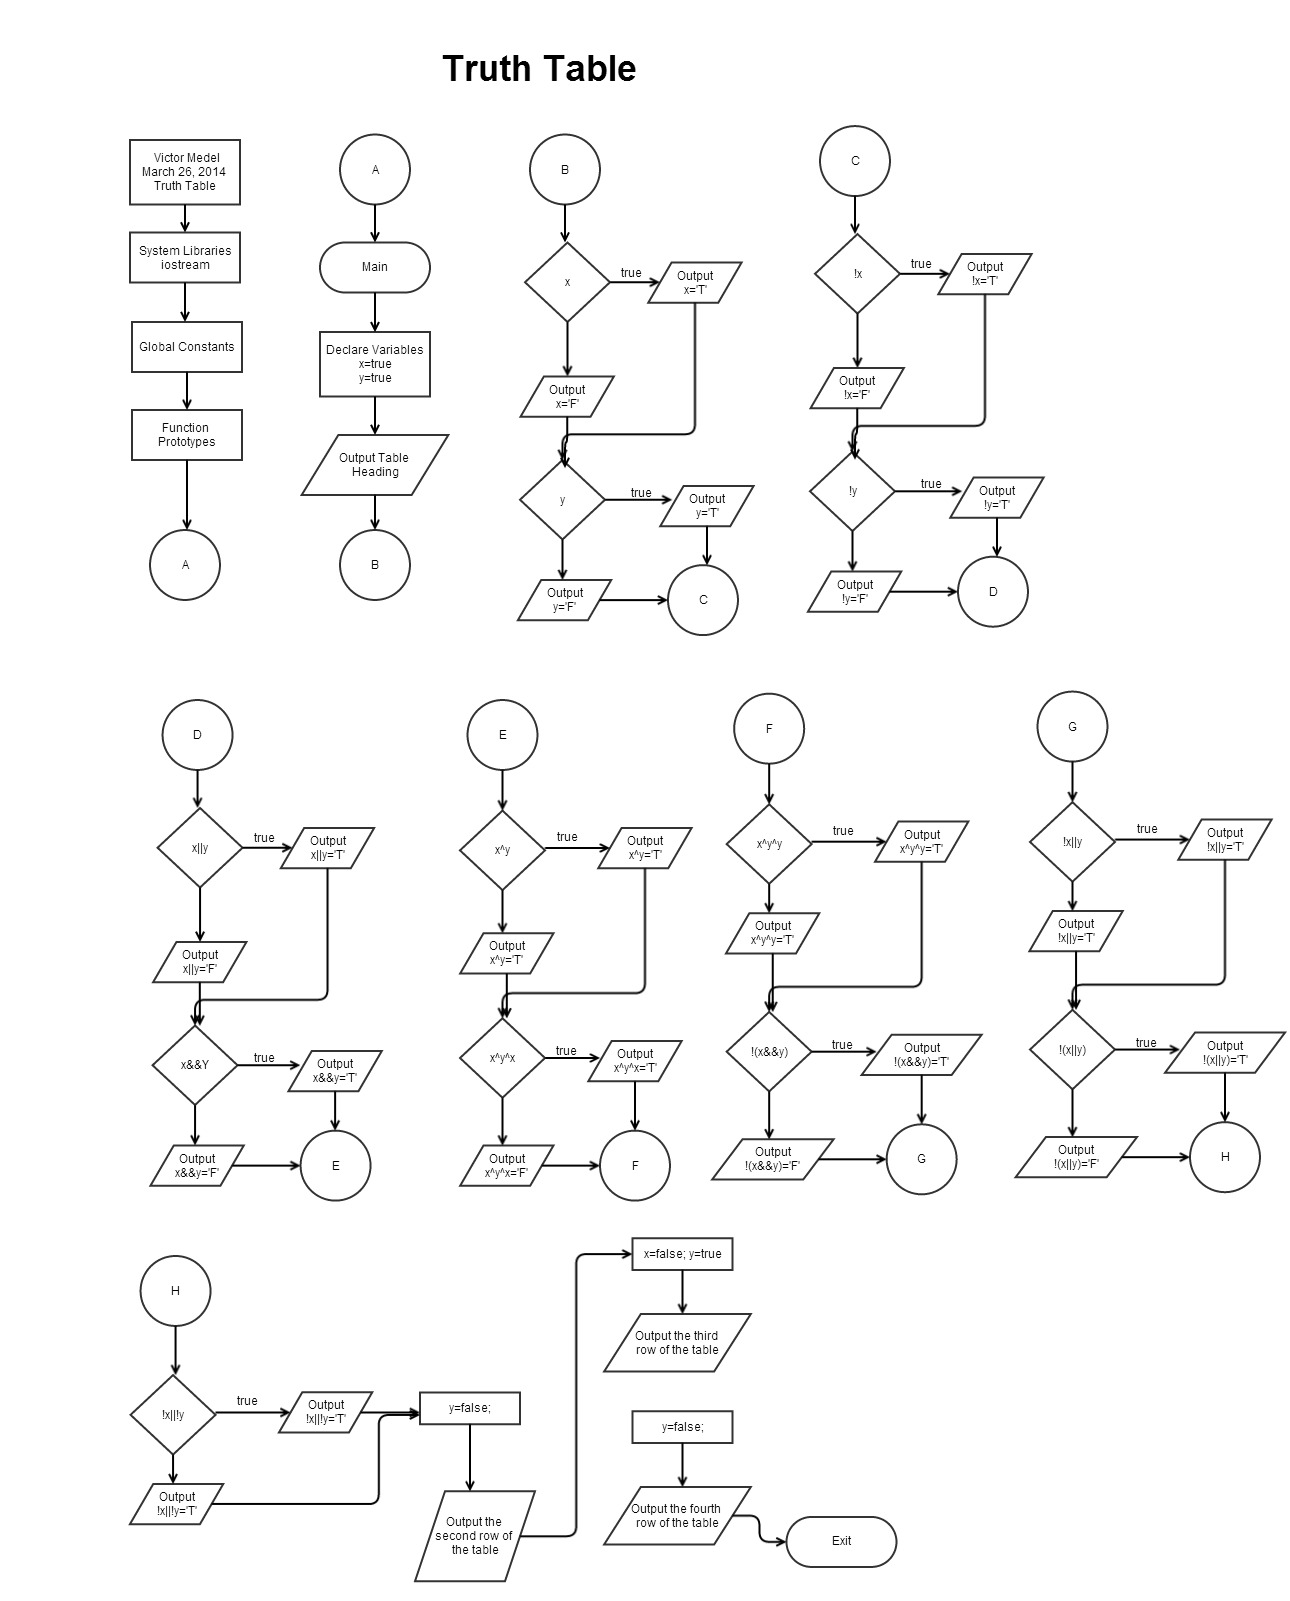 Truth Table
Victor Medel
March 26, 2014
Truth Table
System Libraries
iostream
Global Constants
Function
Prototypes
A
A
Main
Declare Variables
x=true
y=true
Output Table
Heading
B
B
x
true
Output
x='T'
Output
x='F'
y
true
Output
y='T'
Output
y='F'
C
C
!x
true
Output
!x='T'
Output
!x='F'
!y
true
Output
!y='T'
Output
!y='F'
D
D
x||y
true
Output
x||y='T'
Output
x||y='F'
x&&Y
true
Output
x&&y='T'
Output
x&&y='F'
E
E
x^y
true
Output
x^y='T'
Output
x^y='T'
x^y^x
true
Output
x^y^x='T'
Output
x^y^x='F'
F
F
x^y^y
true
Output
x^y^y='T'
Output
x^y^y='T'
!(x&&y)
true
Output
!(x&&y)='T'
Output
!(x&&y)='F'
G
G
!x||y
true
Output
!x||y='T'
Output
!x||y='T'
!(x||y)
true
Output
!(x||y)='T'
Output
!(x||y)='F'
H
H
!x||!y
true
Output
!x||!y='T'
Output
!x||!y='T'
y=false;
Output the
second row of
the table
x=false; y=true
Output the third
row of the table
y=false;
Output the fourth
row of the table
Exit